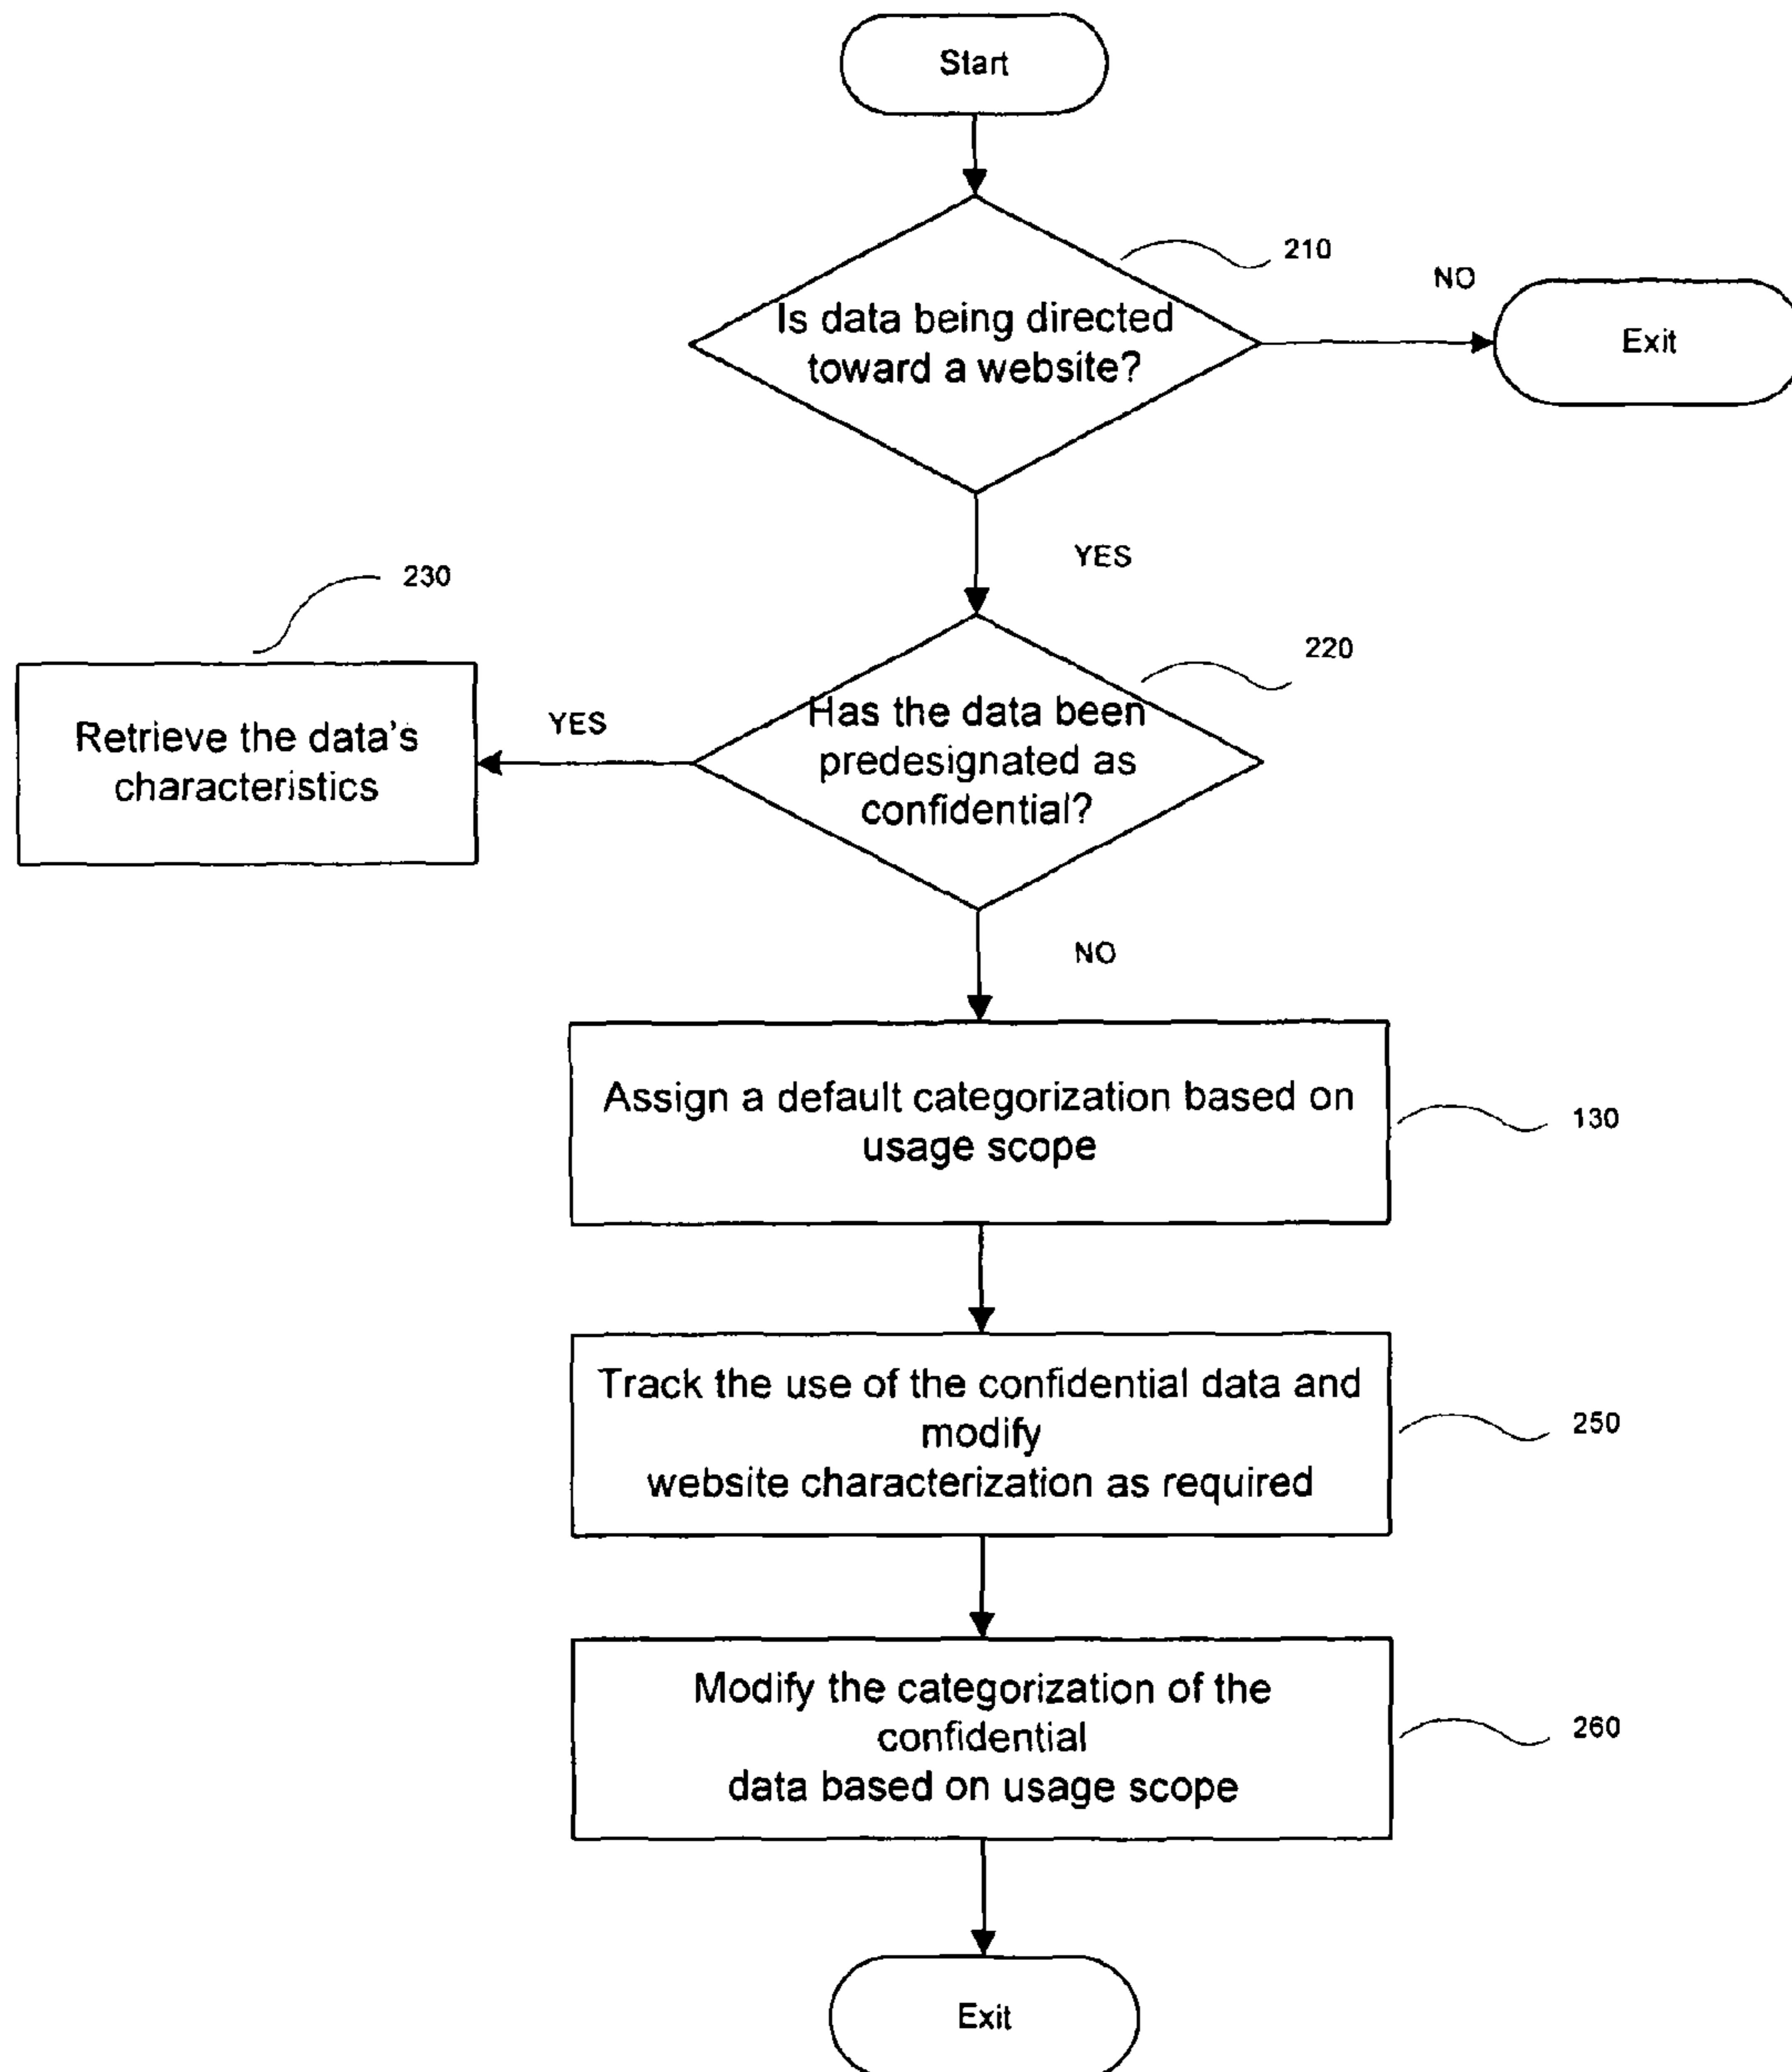 Start
210
Is data being directed
toward a website?
NO
Exit
YES
230
220
Retrieve the data's
characteristics
YES
Has the data been
predesignated as
confidential?
NO
Assign a default categorization based on
usage scope
130
Track the use of the confidential data and
modify
website characterization as required
250
Modify the categorization of the
confidential
data based on usage scope
260
Exit